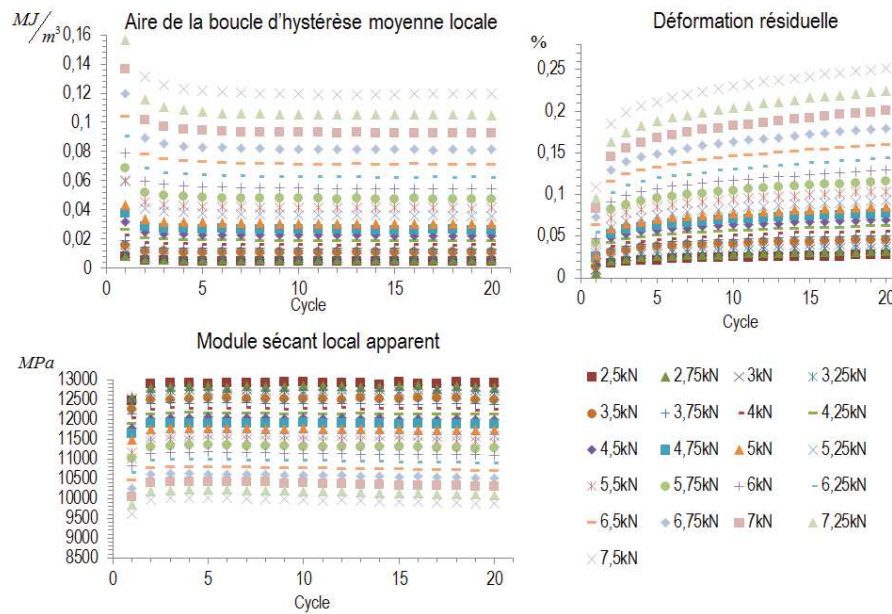 Aire de la boucle d'hystérèse moyenne locale
MJ/m³
0,16
0,14
0,12
0,1
0,08
0,06
0,04
0,02
0
0 5 10 15 20
Cycle
Déformation résiduelle
%
0,25
0,2
0,15
0,1
0,05
0
0 5 10 15 20
Cycle
Module sécant local apparent
MPa
13000
12500
12000
11500
11000
10500
10000
9500
9000
8500
0 5 10 15 20
Cycle
2,5kN 2,75kN 3kN 3,25kN
3,5kN 3,75kN 4kN 4,25kN
4,5kN 4,75kN 5kN 5,25kN
5,5kN 5,75kN 6kN 6,25kN
6,5kN 6,75kN 7kN 7,25kN
7,5kN